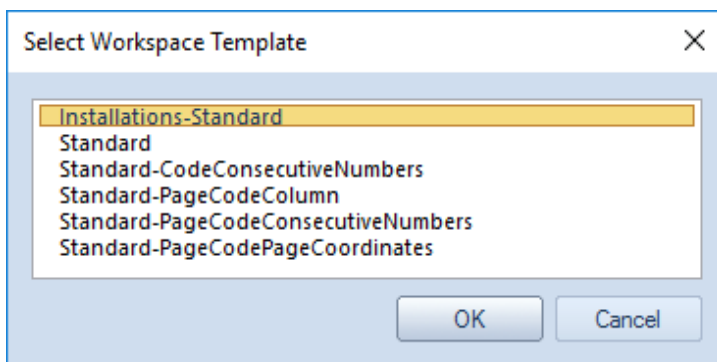 Select Workspace Template
Installations-Standard
Standard
Standard-CodeConsecutiveNumbers
Standard-PageCodeColumn
Standard-PageCodeConsecutiveNumbers
Standard-PageCodePageCoordinates
OK
Cancel